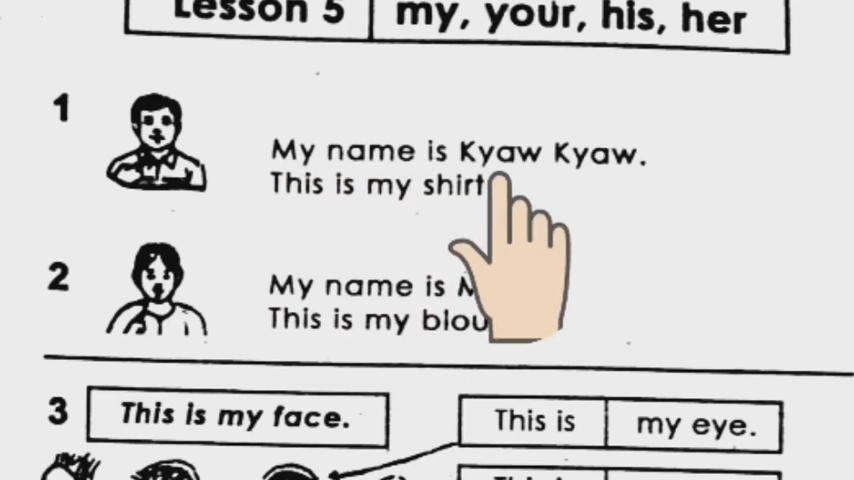 Lesson 5 my, your, his, her
1
My name is Kyaw Kyaw.
This is my shirt
2
My name is
This is my
3 This is my face.
This is my eye.